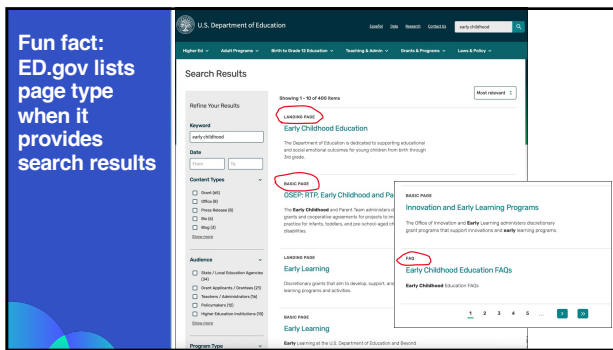 Fun fact:
ED.gov lists
page type
when it
provides
search results
U.S. Department of Education
Español Data Research Contact Us
early childhood
Higher Ed
Adult Programs
Birth to Grade 12 Education
Teaching & Admin
Grants & Programs
Laws & Policy
Search Results
Refine Your Results
Keyword
early childhood
Date
From To
Content Types
Grant (65)
Office (8)
Press Release (8)
Bio (6)
Blog (3)
Show more
Audience
State / Local Education Agencies
(34)
Grant Applicants / Grantees (21)
Teachers / Administrators (16)
Policymakers (12)
Higher Education Institutions (10)
Show more
Program Type
Showing 1 - 10 of 400 items
Most relevant
LANDING PAGE
Early Childhood Education
The Department of Education is dedicated to supporting educational
and social emotional outcomes for young children from birth through
3rd grade.
BASIC PAGE
OSEP: RTP, Early Childhood and Pa
The Early Childhood and Parent Team administers d
grants and cooperative agreements for projects to im
practice for infants, toddlers, and pre-school-aged ch
disabilities.
LANDING PAGE
Early Learning
Discretionary grants that aim to develop, support, an
learning programs and activities.
BASIC PAGE
Early Learning
Early Learning at the U.S. Department of Education and Beyond
BASIC PAGE
Innovation and Early Learning Programs
The Office of Innovation and Early Learning administers discretionary
grant programs that support innovations and early learning programs.
FAQ
Early Childhood Education FAQs
Early Childhood Education FAQs
1 2 3 4 5 ... > »